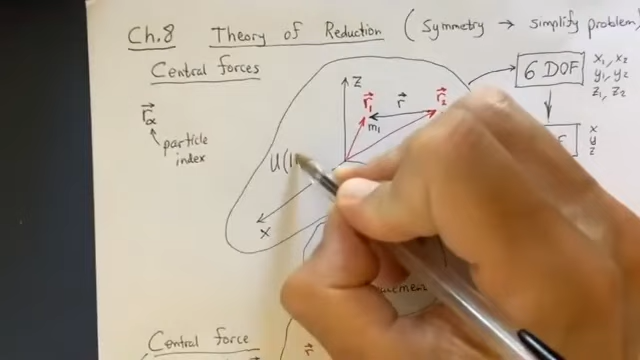 Ch.8 Theory of Reduction (Symmetry → simplify problem)
Central forces
z
r⃗₁ r⃗ r⃗₂
m₁
6 DOF
x₁, x₂
y₁, y₂
z₁, z₂
r⃗α
particle
index
U(
x
x
y
z
F
Central force
r⃗